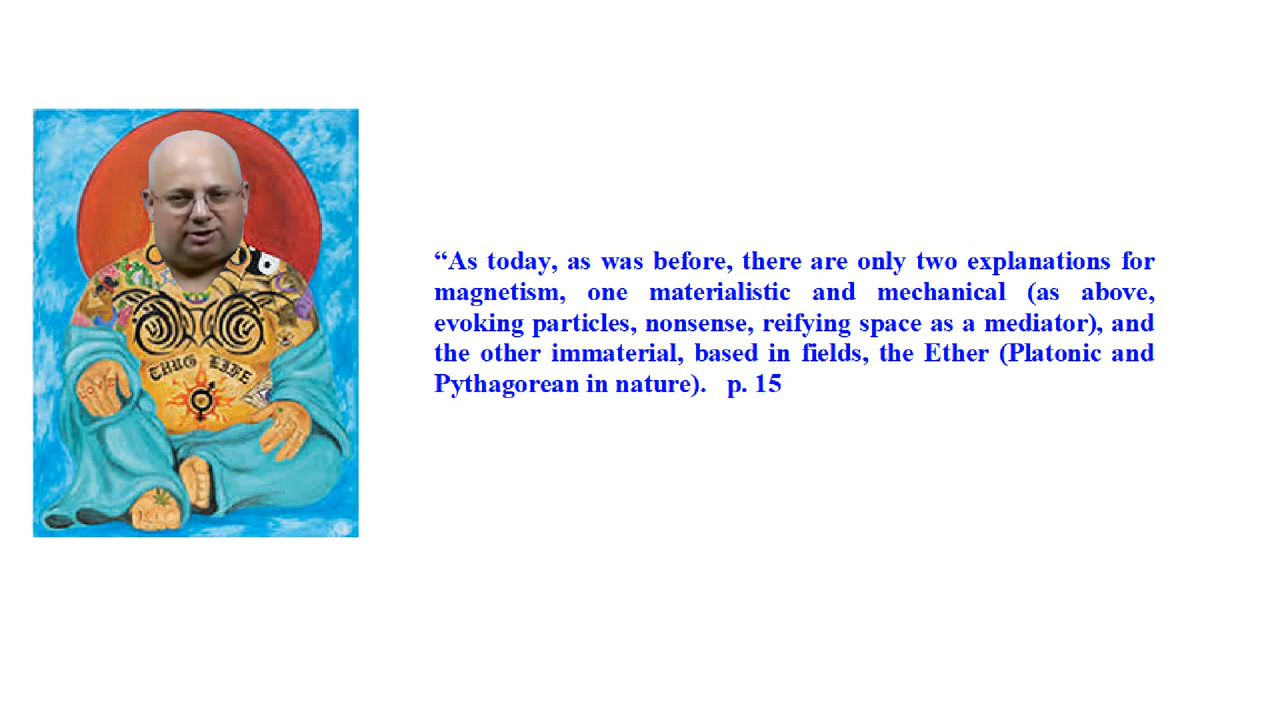 “As today, as was before, there are only two explanations for
magnetism, one materialistic and mechanical (as above,
evoking particles, nonsense, reifying space as a mediator), and
the other immaterial, based in fields, the Ether (Platonic and
Pythagorean in nature). p. 15
THUG LIFE